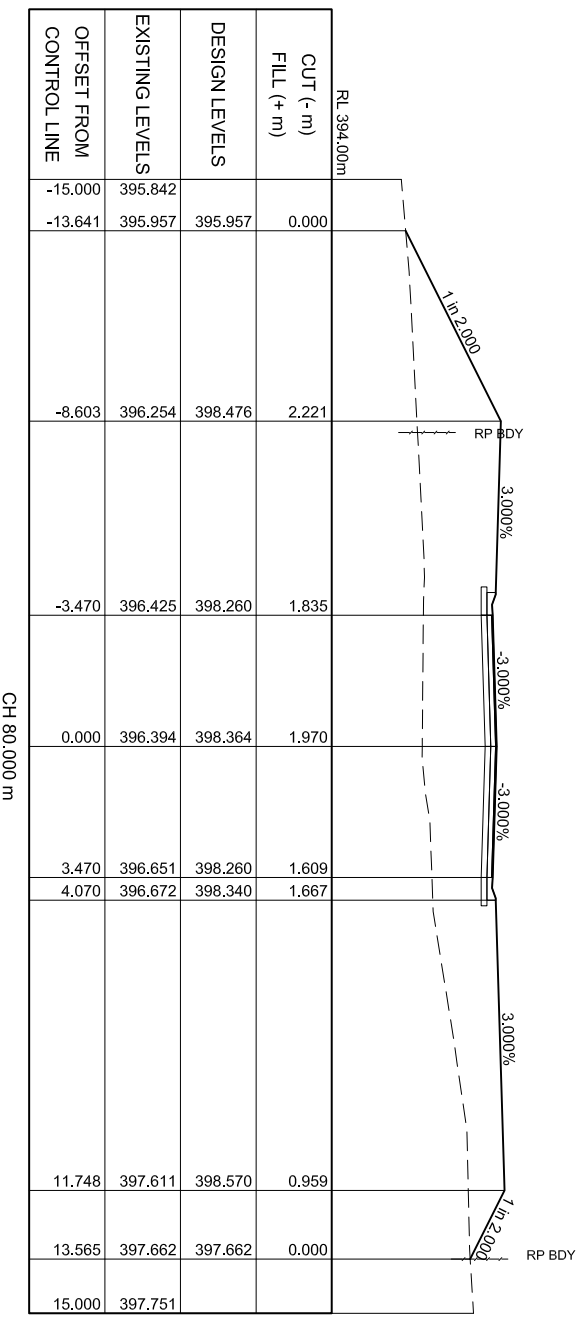 RL 394.00m
1 in 2.000
RP BDY
3.000%
-3.000%
-3.000%
3.000%
1 in 2.000
RP BDY
CUT (- m)
FILL (+ m)
0.000 2.221 1.835 1.970 1.609 1.667 0.959 0.000
DESIGN LEVELS
395.957 398.476 398.260 398.364 398.260 398.340 398.570 397.662
EXISTING LEVELS
395.842 395.957 396.254 396.425 396.394 396.651 396.672 397.611 397.662 397.751
OFFSET FROM
CONTROL LINE
-15.000 -13.641 -8.603 -3.470 0.000 3.470 4.070 11.748 13.565 15.000
CH 80.000 m